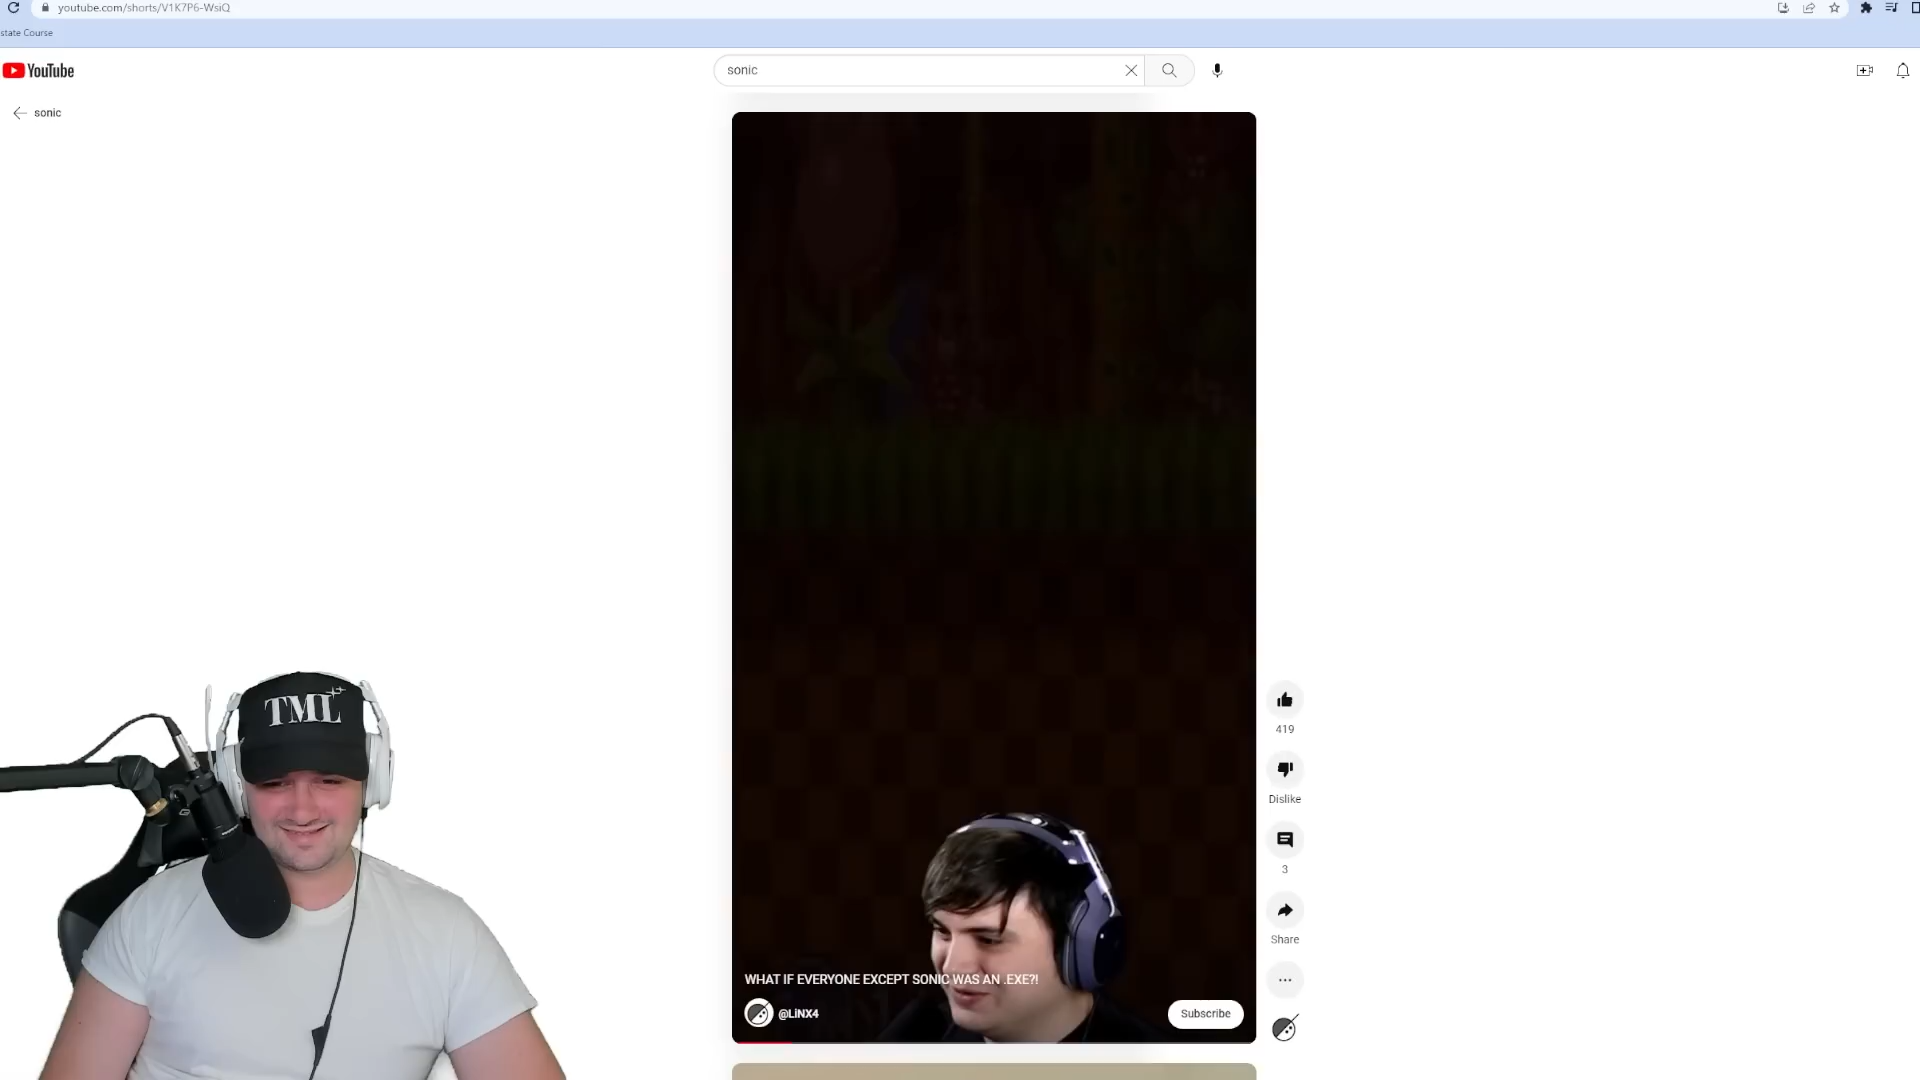 youtube.com/shorts/V1K7P6-WsiQ
state Course
YouTube
sonic
sonic
TML
419
Dislike
3
Share
WHAT IF EVERYONE EXCEPT SONIC WAS AN .EXE?!
@LiNX4
Subscribe